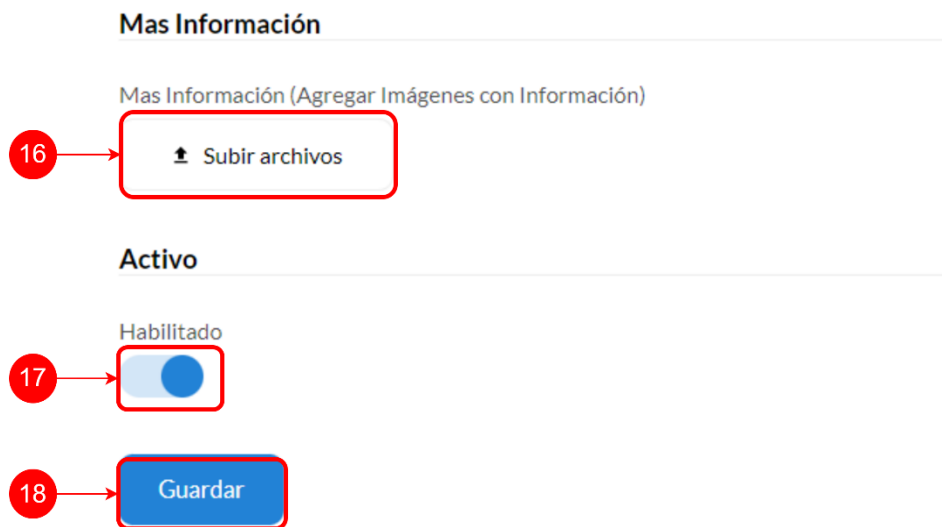 Mas Información
Mas Información (Agregar Imágenes con Información)
16
Subir archivos
Activo
Habilitado
17
18
Guardar